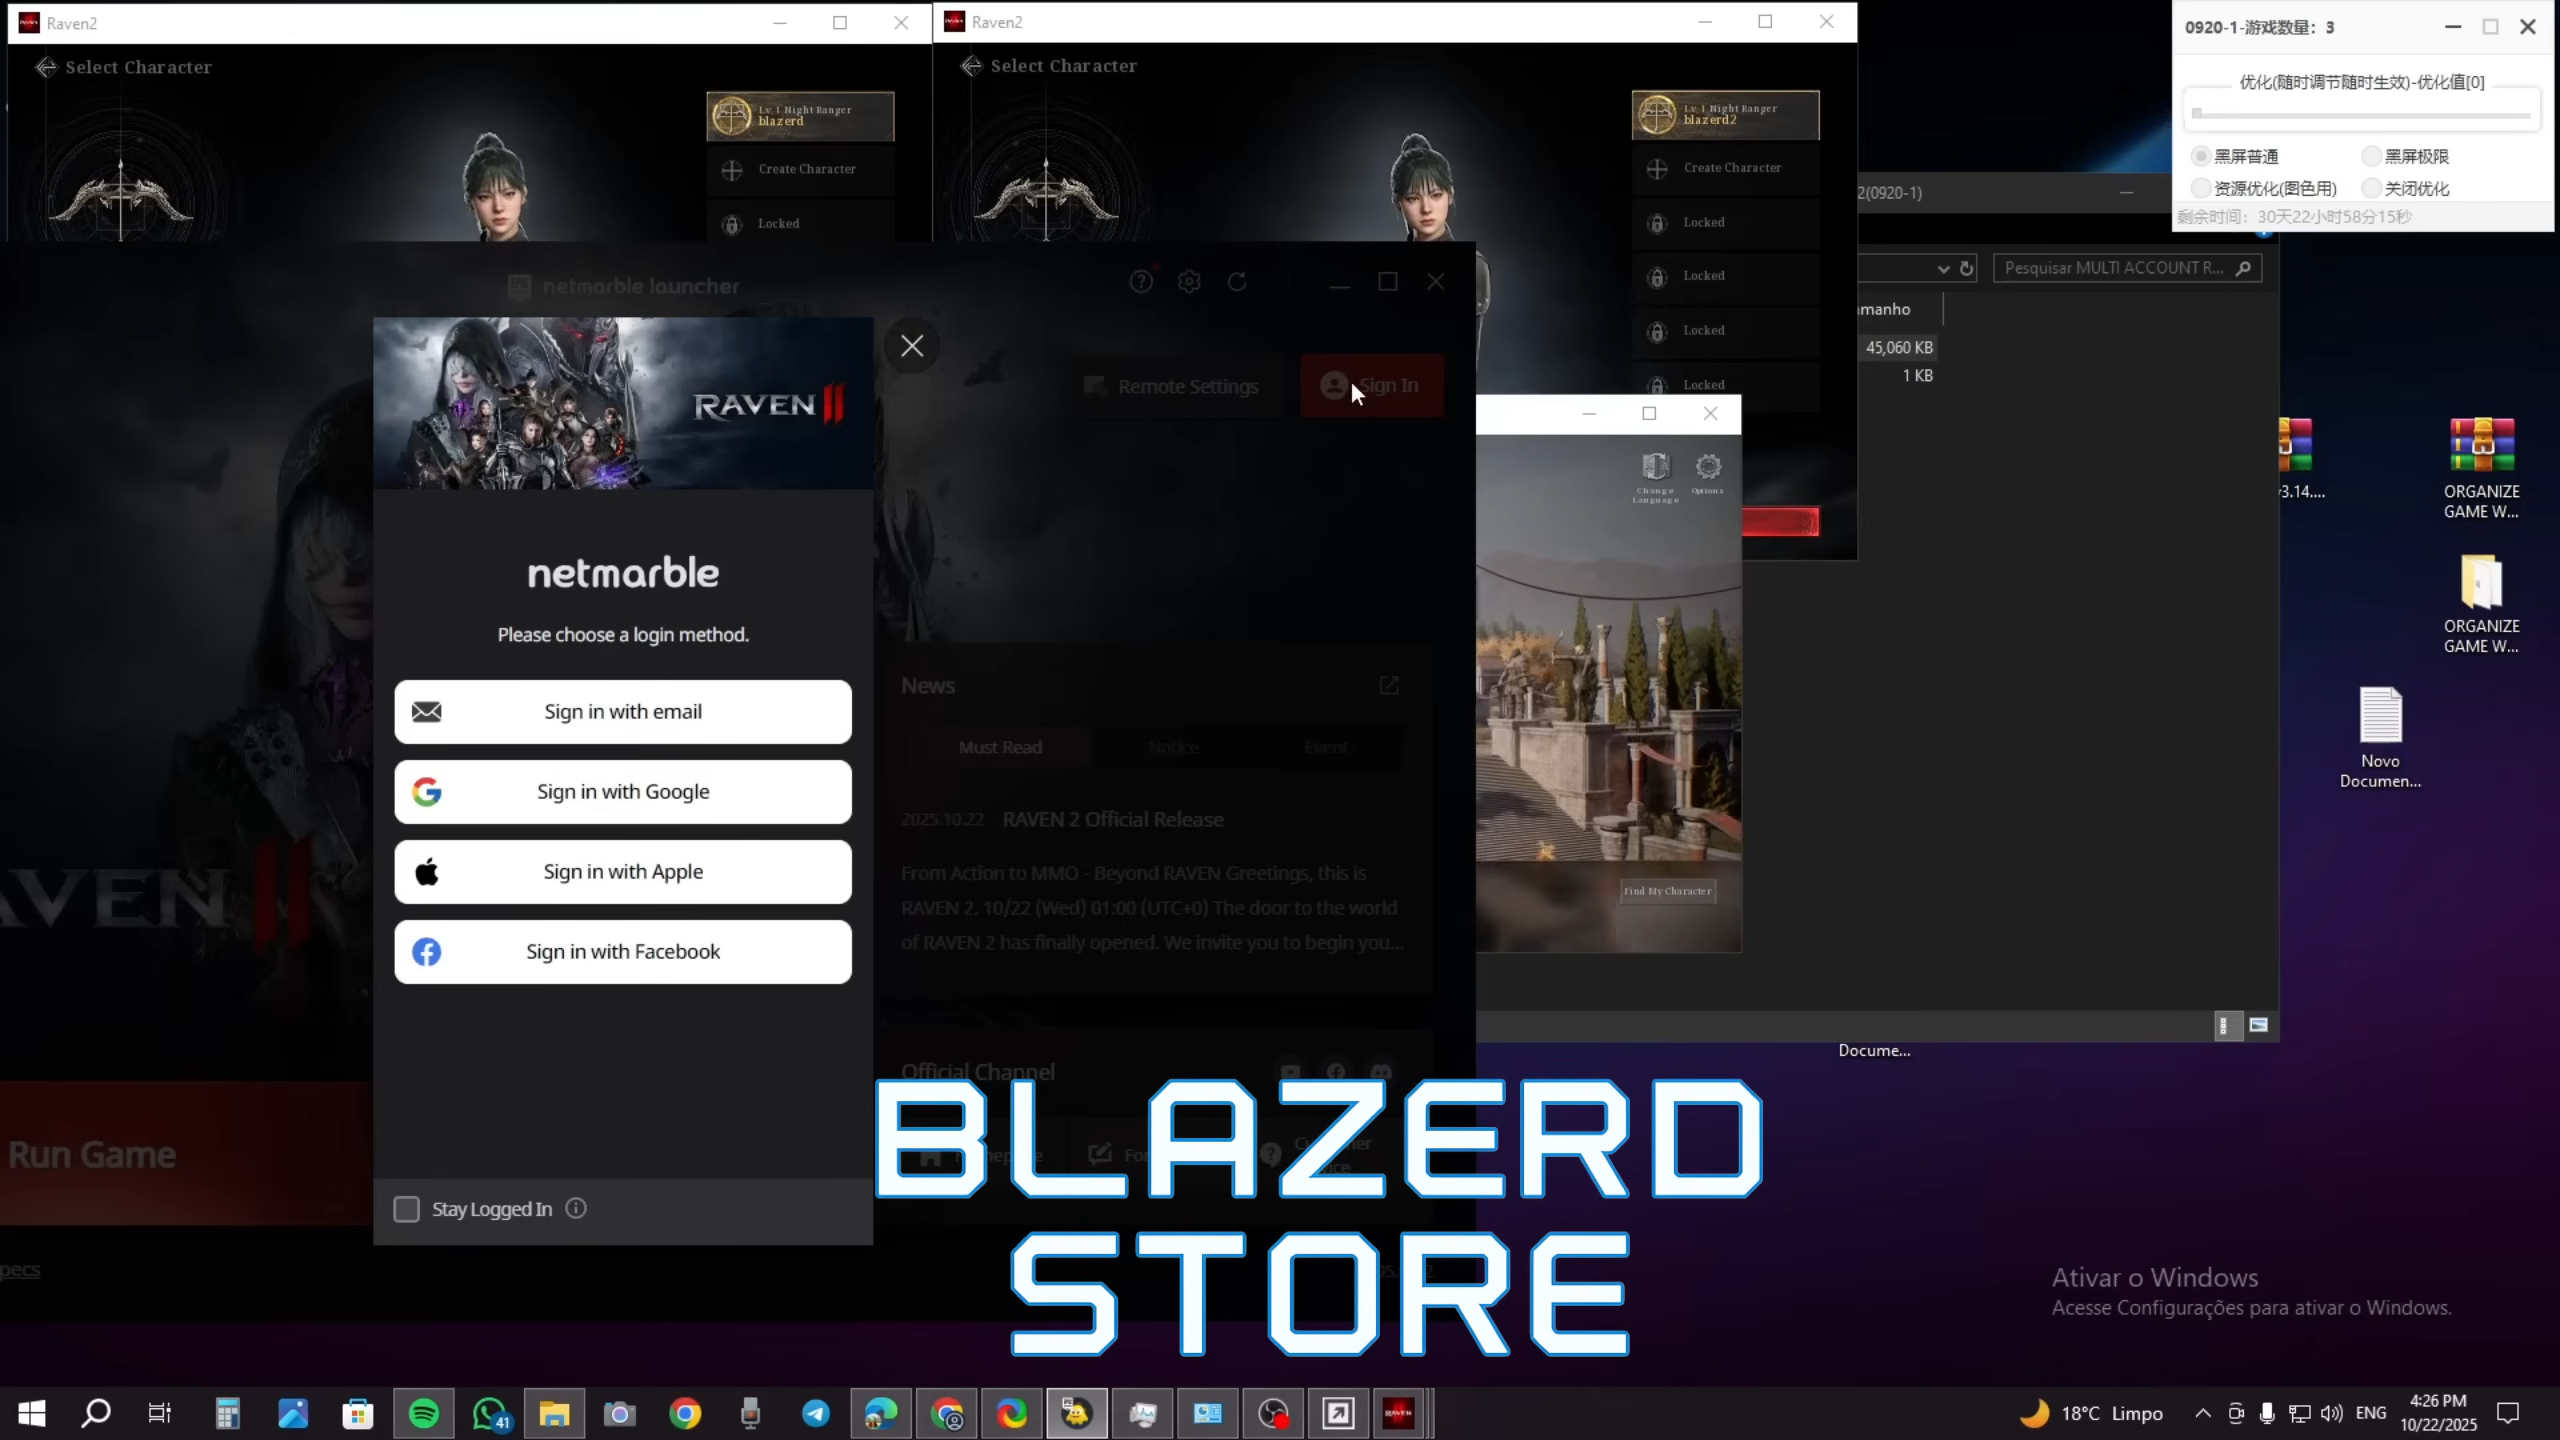 Raven2
Select Character
Lv. 1 Night Ranger
blazerd
Create Character
Locked
Raven2
Select Character
Lv. 1 Night Ranger
blazerd2
Create Character
Locked
Locked
Locked
Locked
0920-1-游戏数量：3
优化(随时调节随时生效)-优化值[0]
黑屏普通
黑屏极限
资源优化(图色用)
关闭优化
剩余时间：30天22小时58分15秒
2(0920-1)
Pesquisar MULTI ACCOUNT R...
manho
45,060 KB
1 KB
netmarble launcher
Remote Settings
Sign In
RAVEN II
netmarble
Please choose a login method.
Sign in with email
Sign in with Google
Sign in with Apple
Sign in with Facebook
Stay Logged In
News
Must Read
Notice
Event
2025.10.22 RAVEN 2 Official Release
From Action to MMO - Beyond RAVEN Greetings, this is
RAVEN 2. 10/22 (Wed) 01:00 (UTC+0) The door to the world
of RAVEN 2 has finally opened. We invite you to begin you...
Official Channel
AVEN II
Run Game
pecs
Change
Language
Options
Find My Character
v3.14....
ORGANIZE
GAME W...
ORGANIZE
GAME W...
Novo
Documen...
Docume...
BLAZERD
STORE
Ativar o Windows
Acesse Configurações para ativar o Windows.
41
18°C Limpo
ENG
4:26 PM
10/22/2025